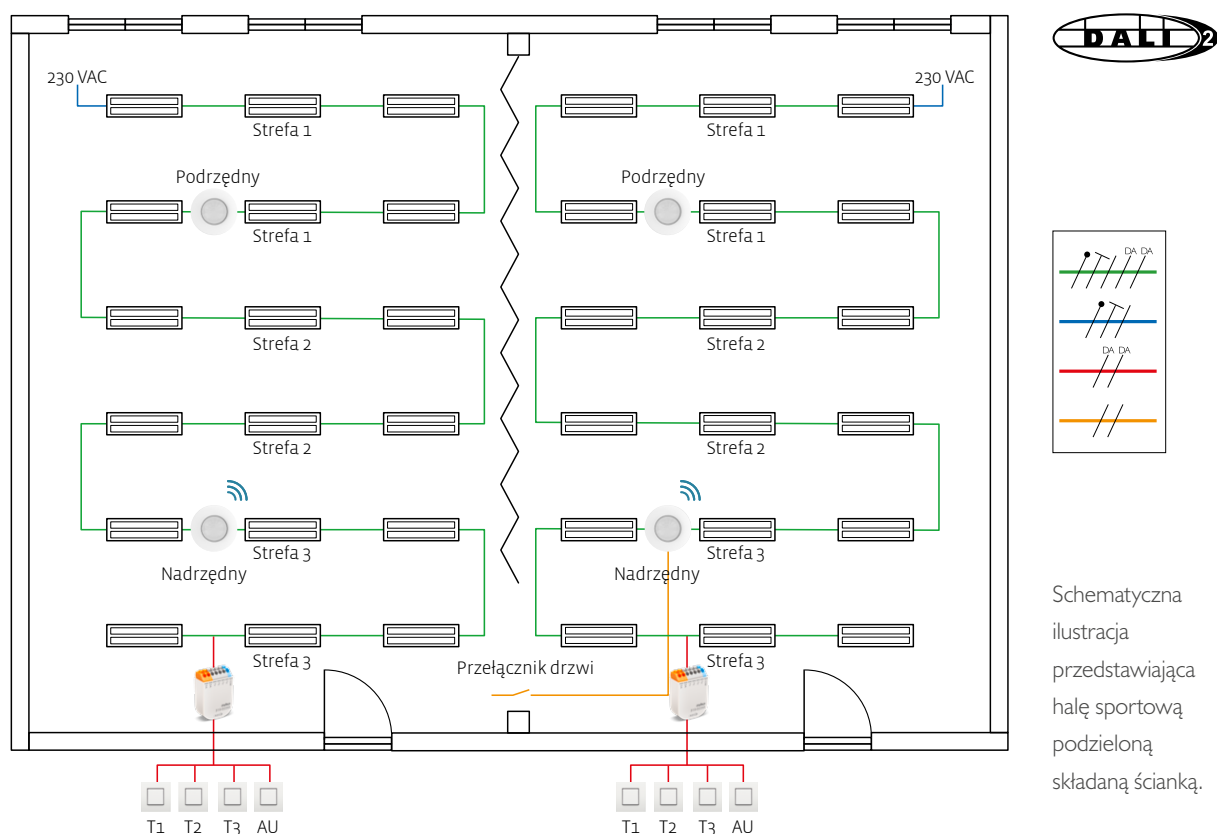 DALI 2
230 VAC
230 VAC
Strefa 1
Strefa 1
Podrzędny
Podrzędny
Strefa 1
Strefa 1
DA DA
Strefa 2
Strefa 2
DA DA
Strefa 2
Strefa 2
Strefa 3
Strefa 3
Nadrzędny
Nadrzędny
Schematyczna
ilustracja
przedstawiająca
halę sportową
podzieloną
składaną ścianką.
Strefa 3
Przełącznik drzwi
Strefa 3
T1 T2 T3 AU
T1 T2 T3 AU